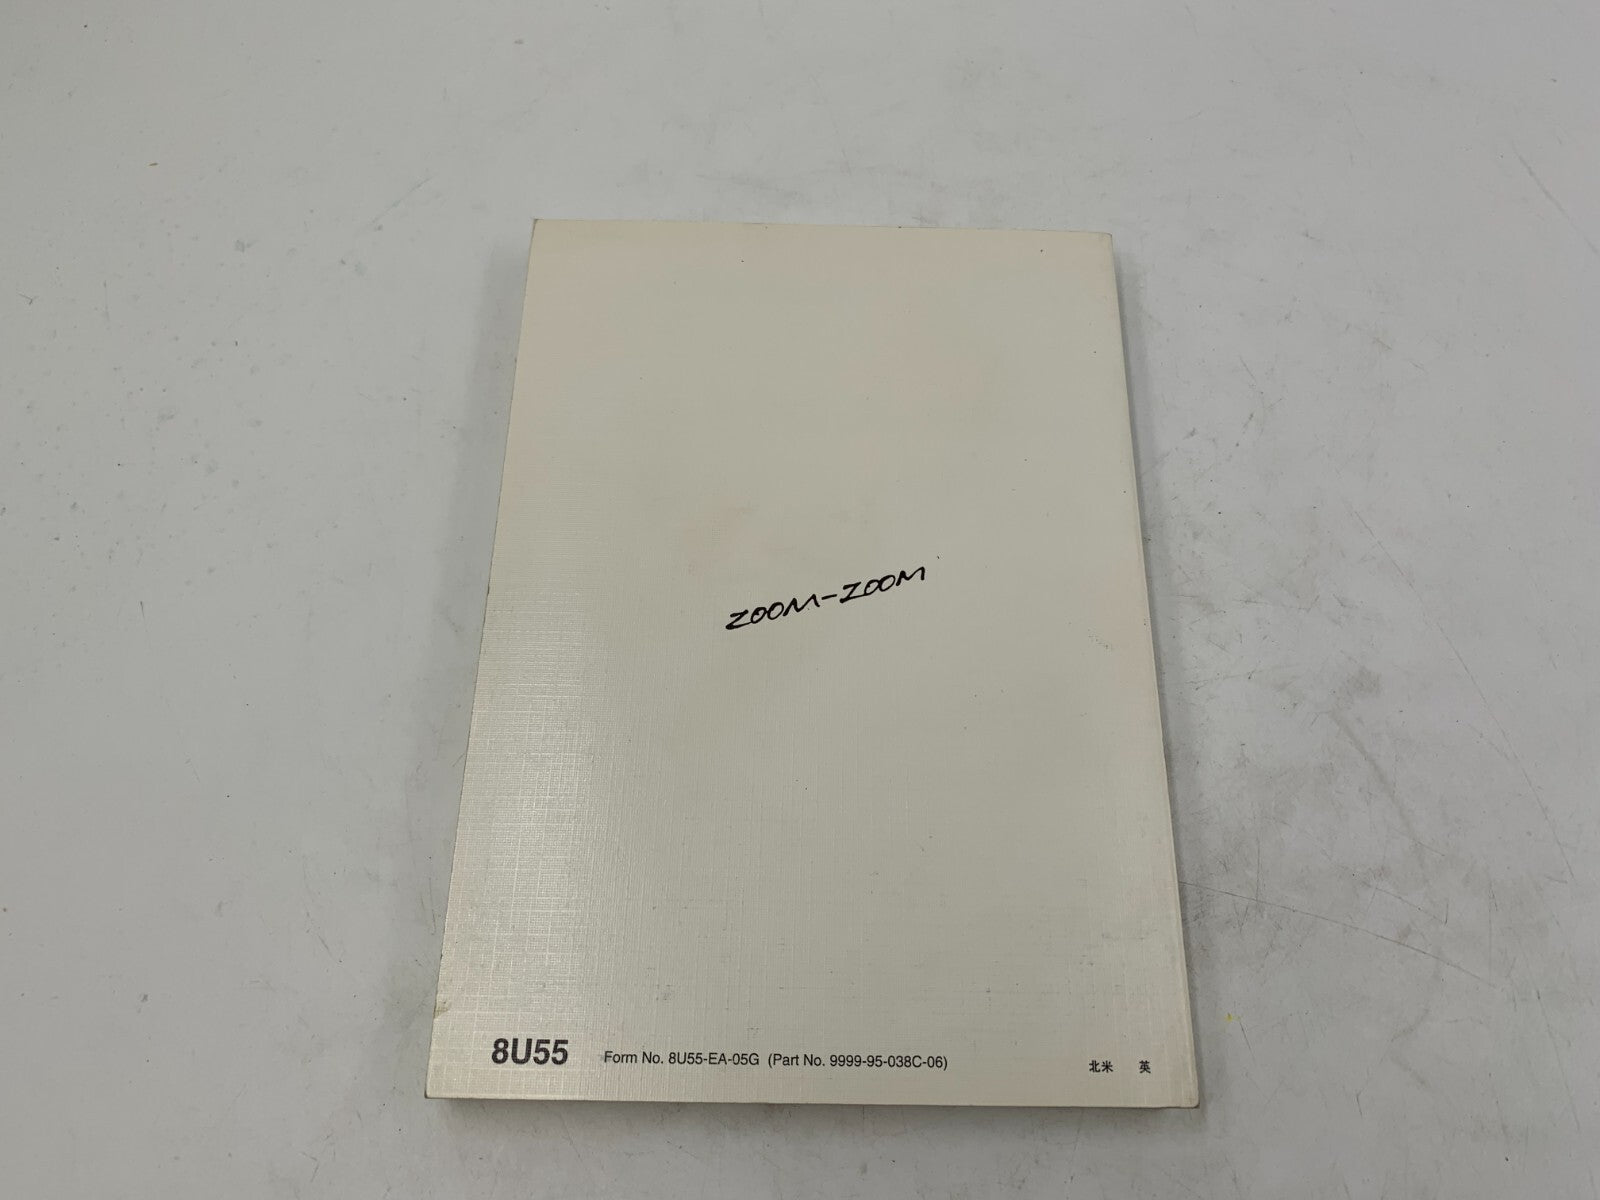 ZOOM-ZOOM
8U55 Form No. 8U55-EA-05G (Part No. 9999-95-038C-06) 北米 英